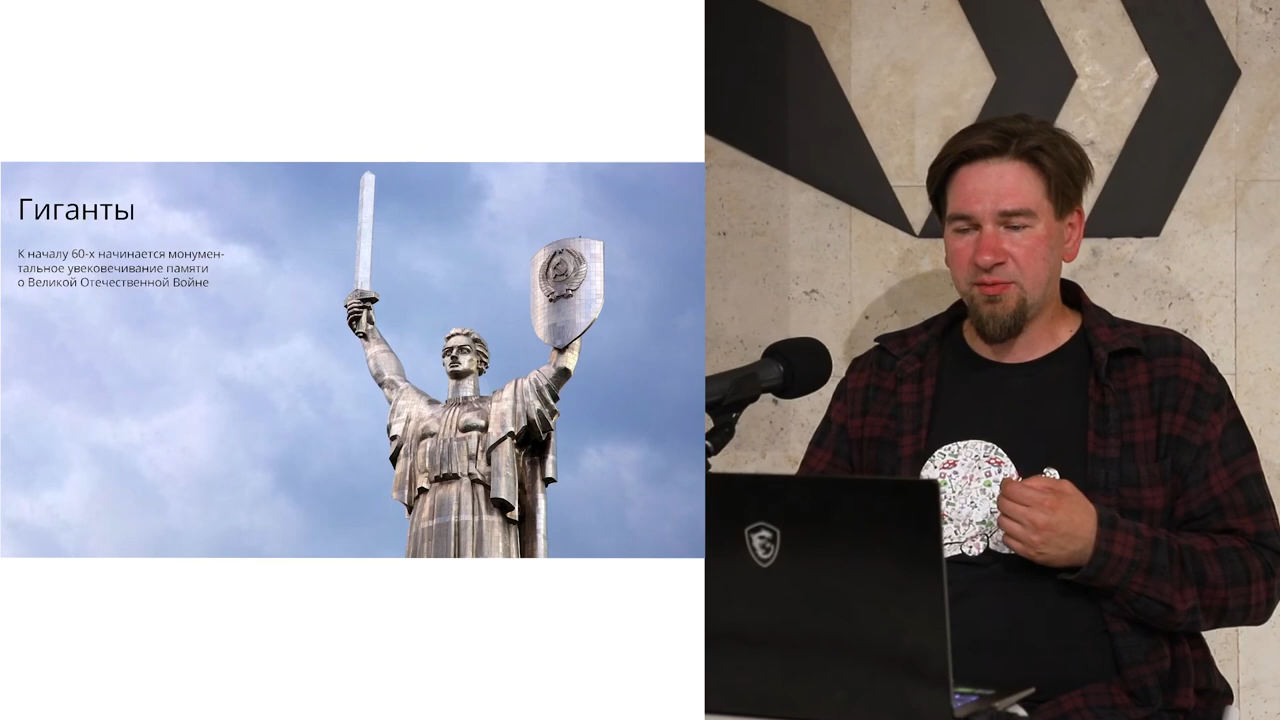 Гиганты
К началу 60-х начинается монумен-
тальное увековечивание памяти
о Великой Отечественной Войне